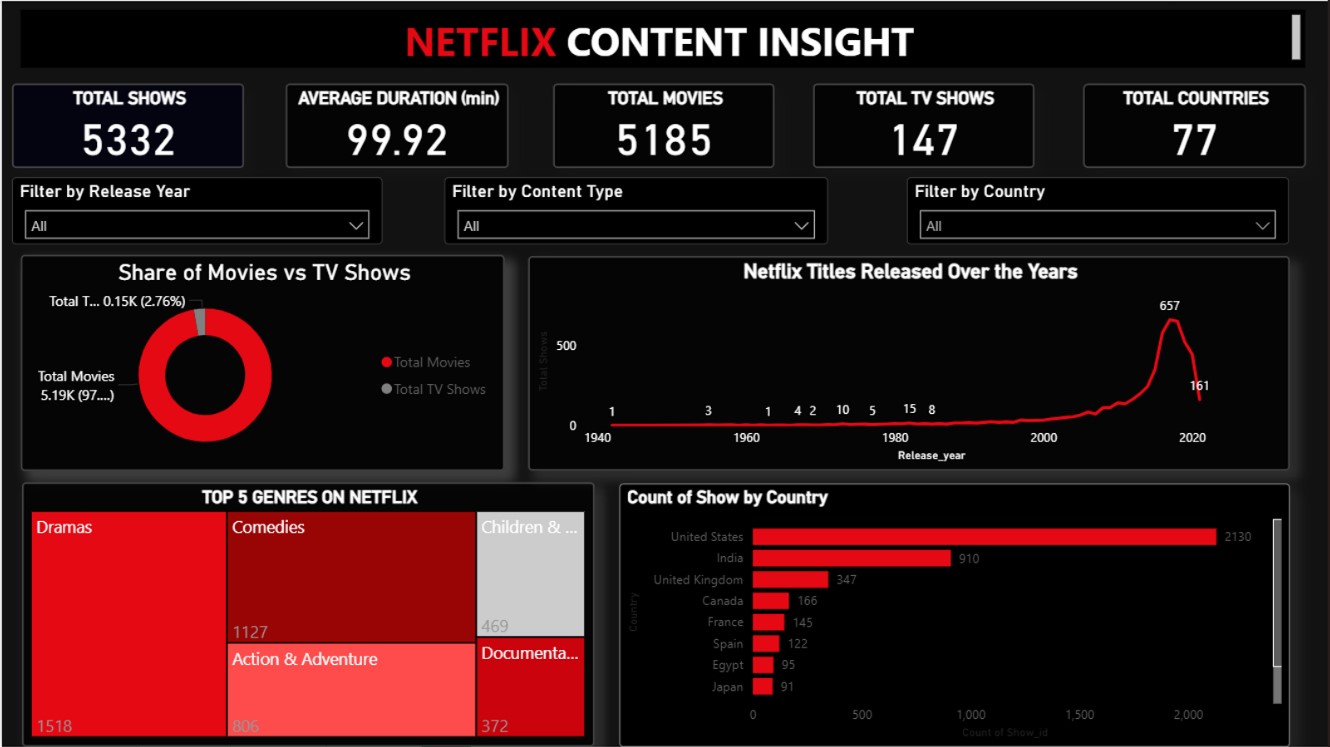 NETFLIX CONTENT INSIGHT
TOTAL SHOWS
5332
AVERAGE DURATION (min)
99.92
TOTAL MOVIES
5185
TOTAL TV SHOWS
147
TOTAL COUNTRIES
77
Filter by Release Year
All
Filter by Content Type
All
Filter by Country
All
Share of Movies vs TV Shows
Total T... 0.15K (2.76%)
Total Movies
5.19K (97....)
Total Movies
Total TV Shows
Netflix Titles Released Over the Years
Total Shows
500
0
1
3
1
4
2
10
5
15
8
657
161
1940
1960
1980
2000
2020
Release_year
TOP 5 GENRES ON NETFLIX
Dramas
1518
Comedies
1127
Action & Adventure
806
Children & ...
469
Documenta...
372
Count of Show by Country
Country
United States 2130
India 910
United Kingdom 347
Canada 166
France 145
Spain 122
Egypt 95
Japan 91
0
500
1,000
1,500
2,000
Count of Show_id